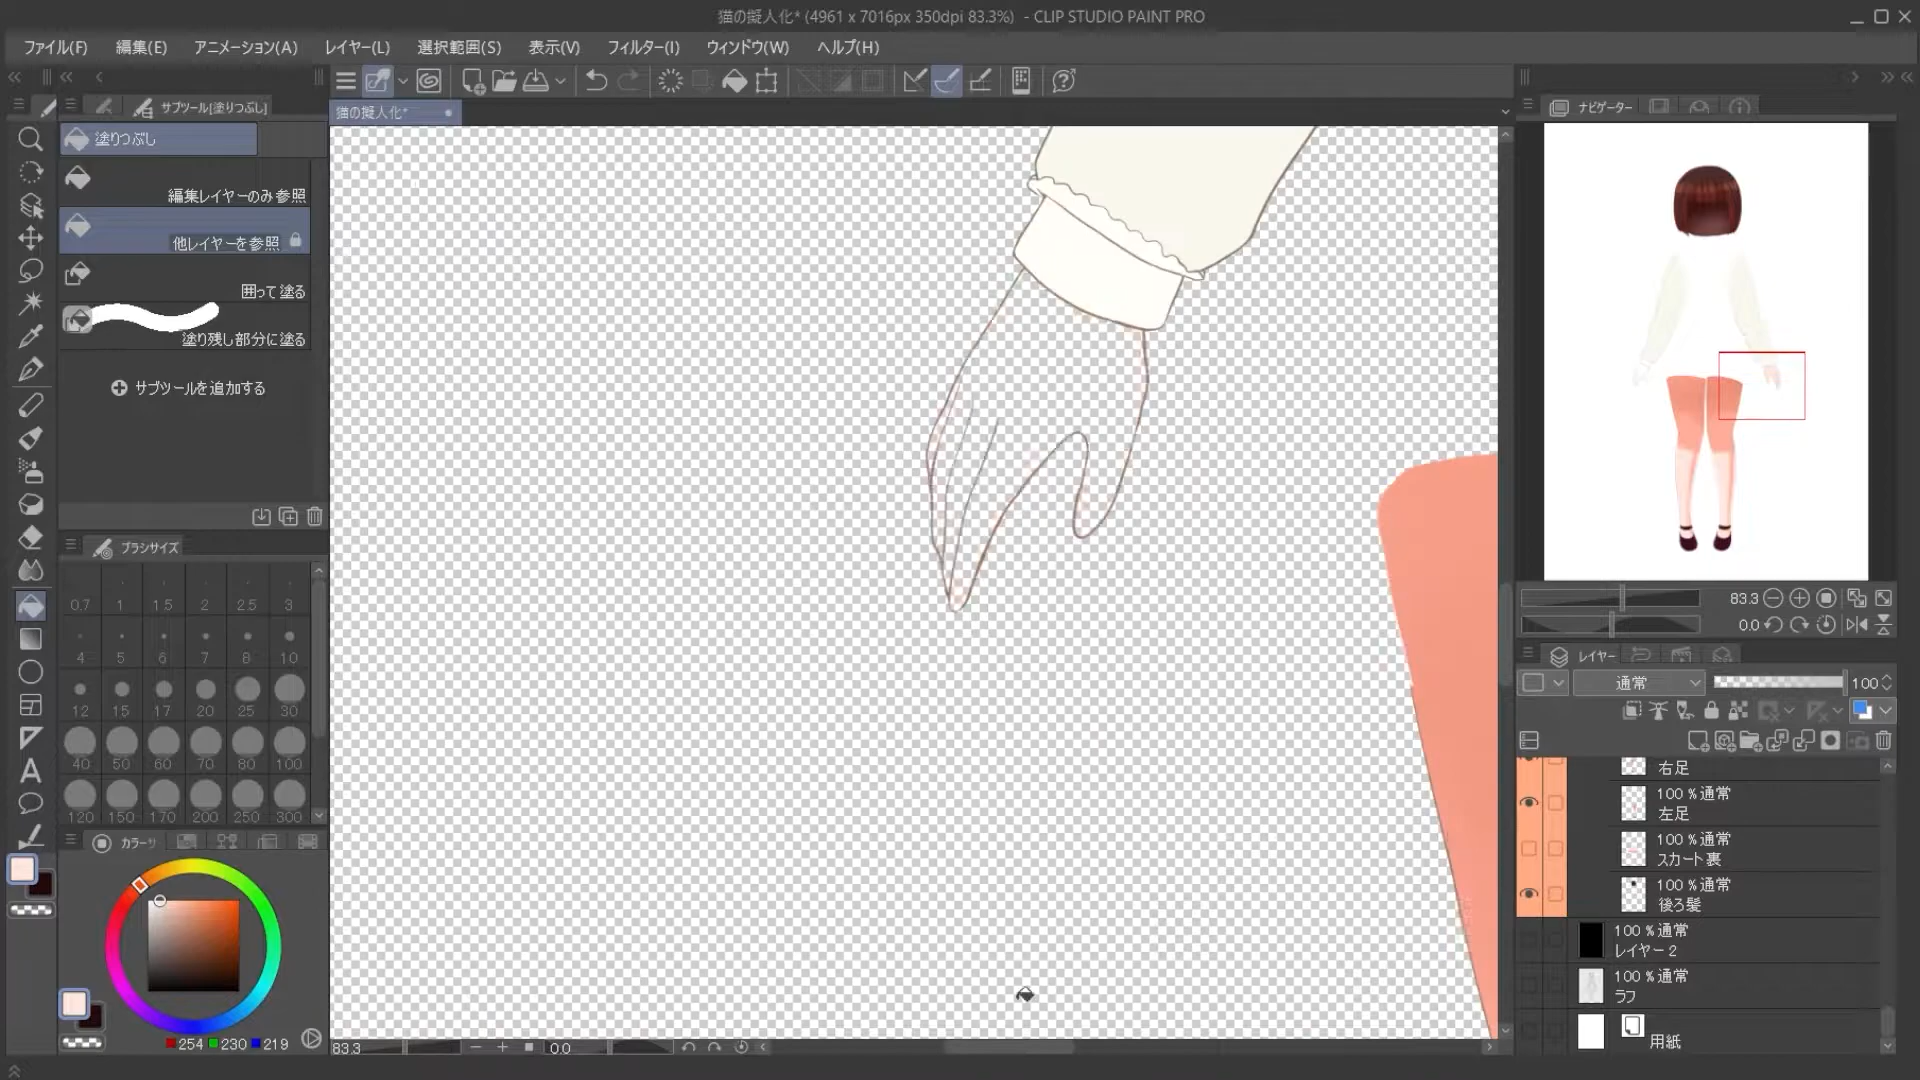 猫の擬人化* (4961 x 7016px 350dpi 83.3%) - CLIP STUDIO PAINT PRO
ファイル(F) 編集(E) アニメーション(A) レイヤー(L) 選択範囲(S) 表示(V) フィルター(I) ウィンドウ(W) ヘルプ(H)
サブツール[塗りつぶし]
猫の擬人化*
ナビゲーター
塗りつぶし
編集レイヤーのみ参照
他レイヤーを参照
囲って塗る
塗り残し部分に塗る
サブツールを追加する
ブラシサイズ
0.7 1 1.5 2 2.5 3
4 5 6 7 8 10
12 15 17 20 25 30
40 50 60 70 80 100
120 150 170 200 250 300
カラーサ
254 230 219
83.3 0.0
83.3
0.0
レイヤー
通常 100
右足
100 %通常
左足
100 %通常
スカート裏
100 %通常
後ろ髪
100 %通常
レイヤー 2
100 %通常
ラフ
用紙